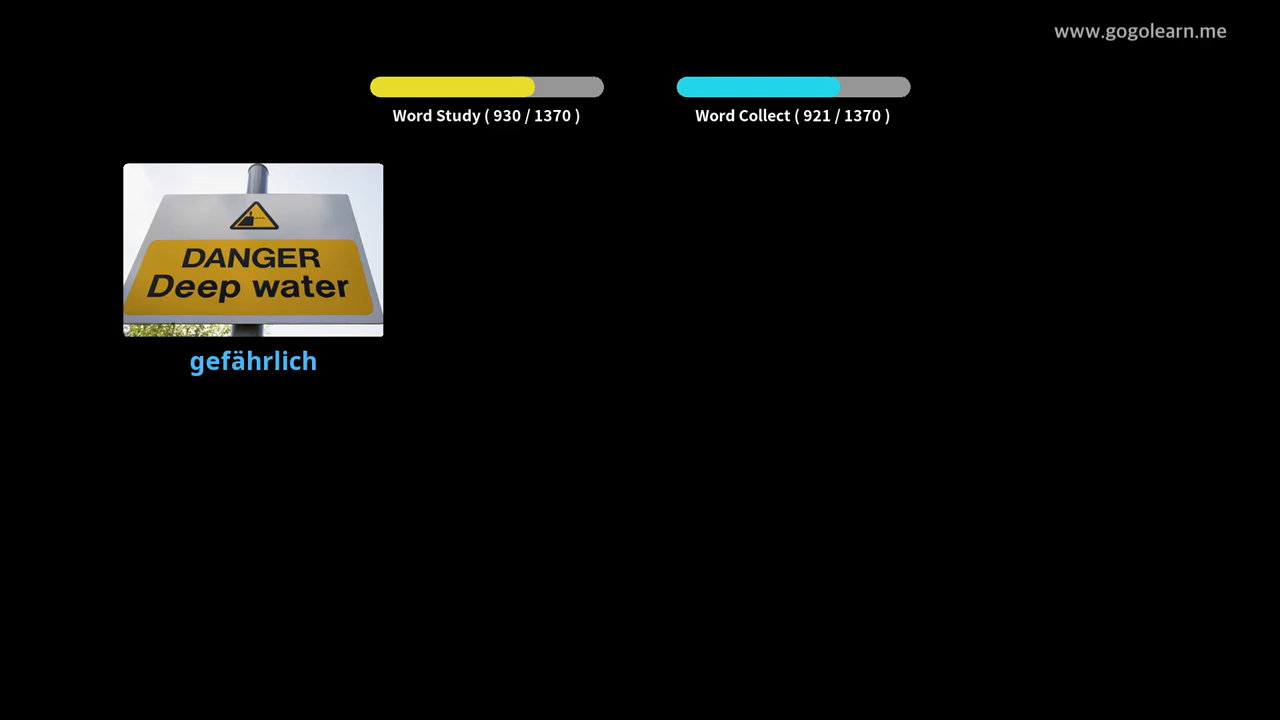 www.gogolearn.me
Word Study ( 930 / 1370 )
Word Collect ( 921 / 1370 )
DANGER
Deep water
gefährlich